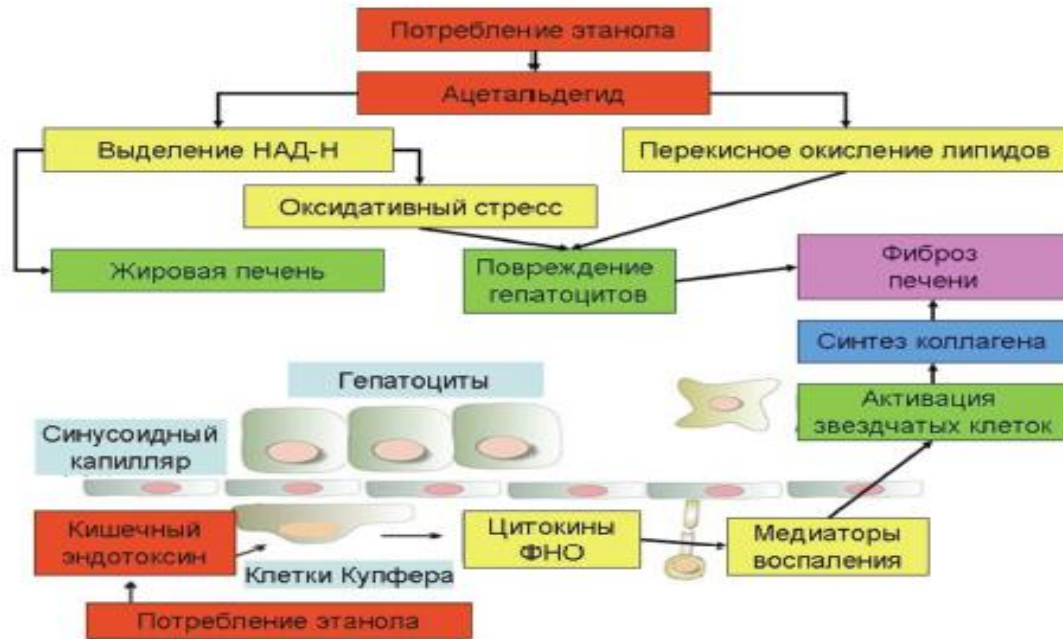 Потребление этанола
Ацетальдегид
Выделение НАД-Н
Перекисное окисление липидов
Оксидативный стресс
Жировая печень
Повреждение
гепатоцитов
Фиброз
печени
Синтез коллагена
Гепатоциты
Активация
звездчатых клеток
Синусоидный
капилляр
Кишечный
эндотоксин
Цитокины
ФНО
Медиаторы
воспаления
Клетки Купфера
Потребление этанола